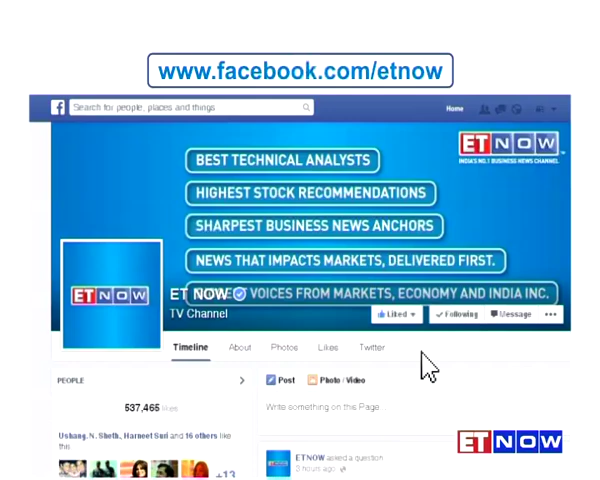 www.facebook.com/etnow
Search for people, places and things
Home
ET NOW
INDIA'S NO.1 BUSINESS NEWS CHANNEL
BEST TECHNICAL ANALYSTS
HIGHEST STOCK RECOMMENDATIONS
SHARPEST BUSINESS NEWS ANCHORS
NEWS THAT IMPACTS MARKETS, DELIVERED FIRST.
VOICES FROM MARKETS, ECONOMY AND INDIA INC.
ET NOW
ET NOW
TV Channel
Liked
Following
Message
Timeline About Photos Likes Twitter
PEOPLE
537,465 likes
Ushang. N. Sheth, Harneet Suri and 16 others like
this
+13
Post Photo / Video
Write something on this Page
ET NOW
ETNOW asked a question
2 hours ago
ET NOW